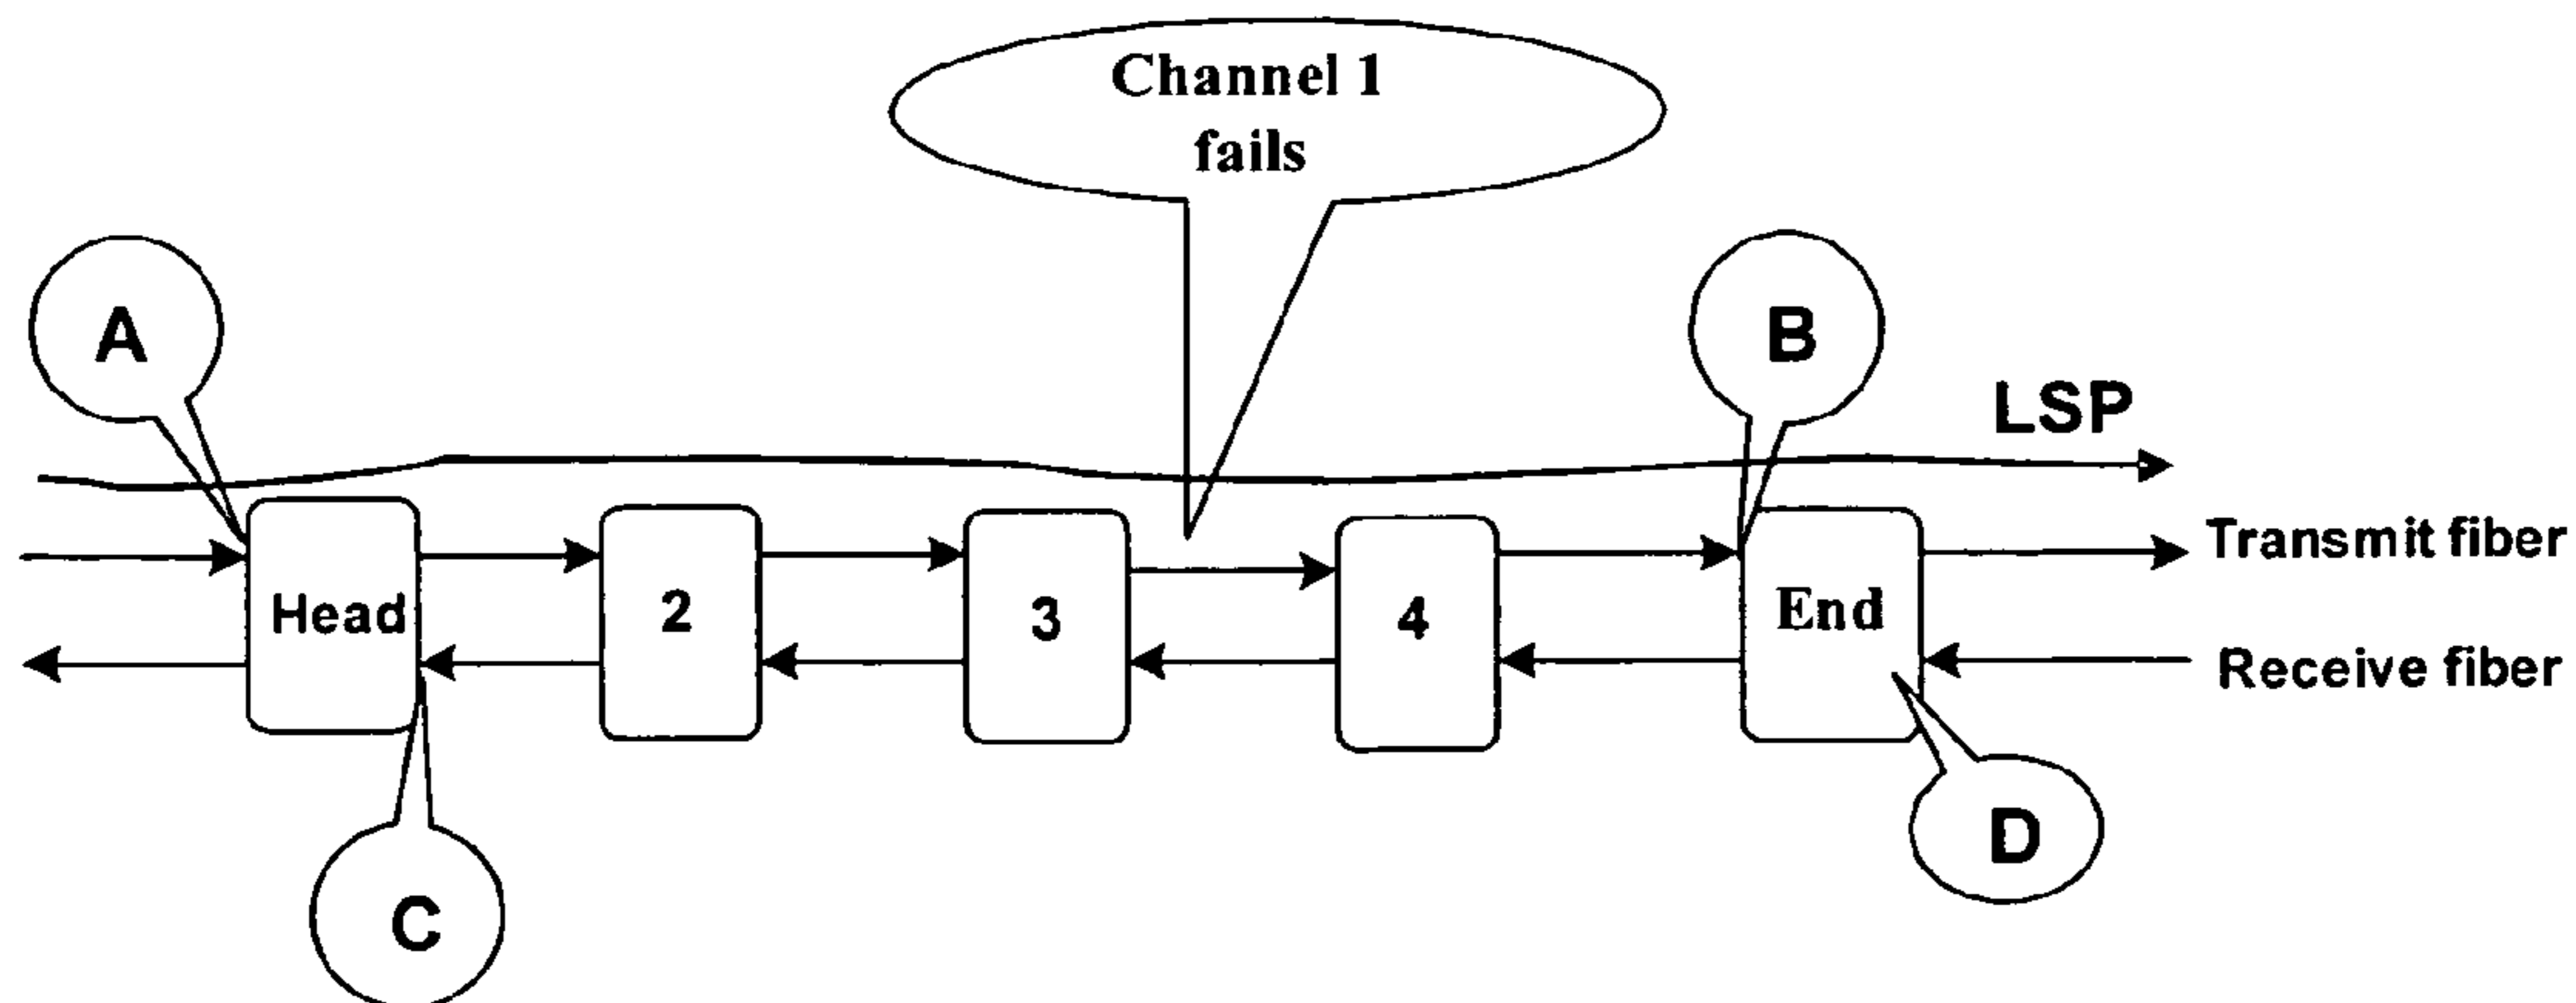 Channel 1
fails
A
B
LSP
Transmit fiber
Head
2
3
4
End
Receive fiber
D
C